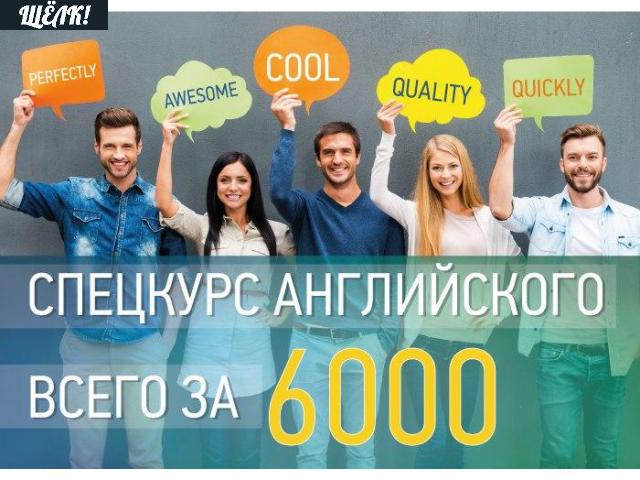 ЩЁЛК!
PERFECTLY
AWESOME
COOL
QUALITY
QUICKLY
СПЕЦКУРС АНГЛИЙСКОГО
ВСЕГО ЗА 6000